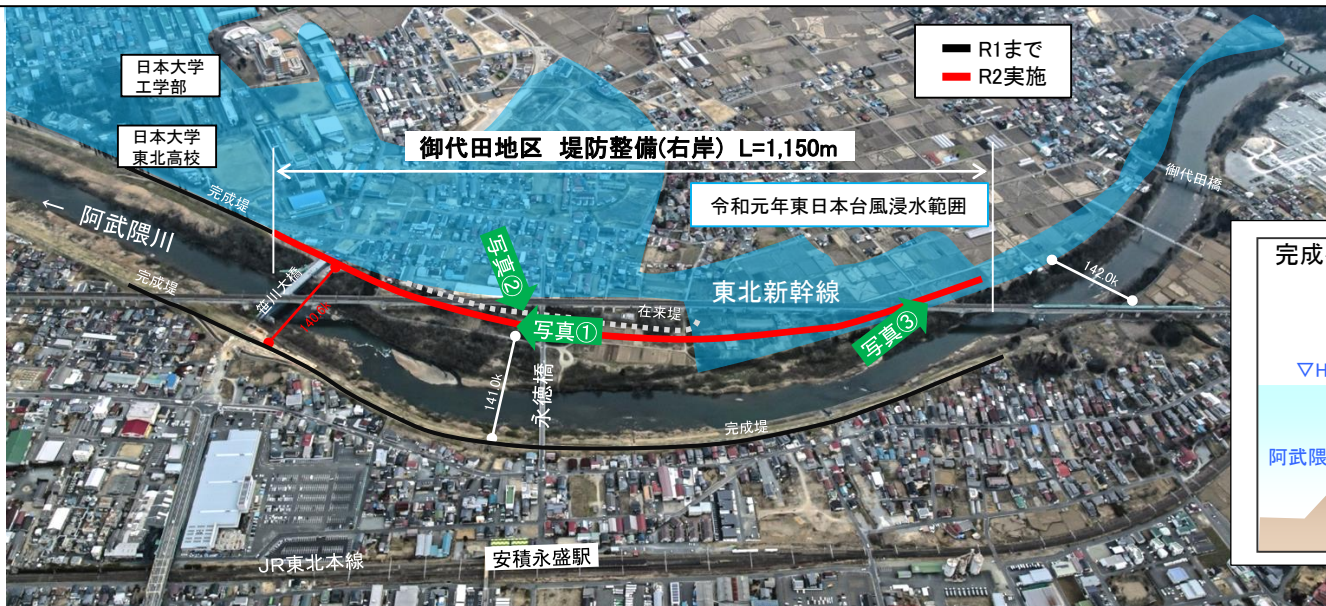 日本大学
工学部
日本大学
東北高校
R1まで
R2実施
御代田地区 堤防整備(右岸) L=1,150m
令和元年東日本台風浸水範囲
御代田橋
完成堤
← 阿武隈川
完成堤
笹川大橋
写真②
写真①
在来堤
東北新幹線
写真③
142.0k
141.0k
永徳橋
完成堤
JR東北本線
安積永盛駅
完成
▽H
阿武隈